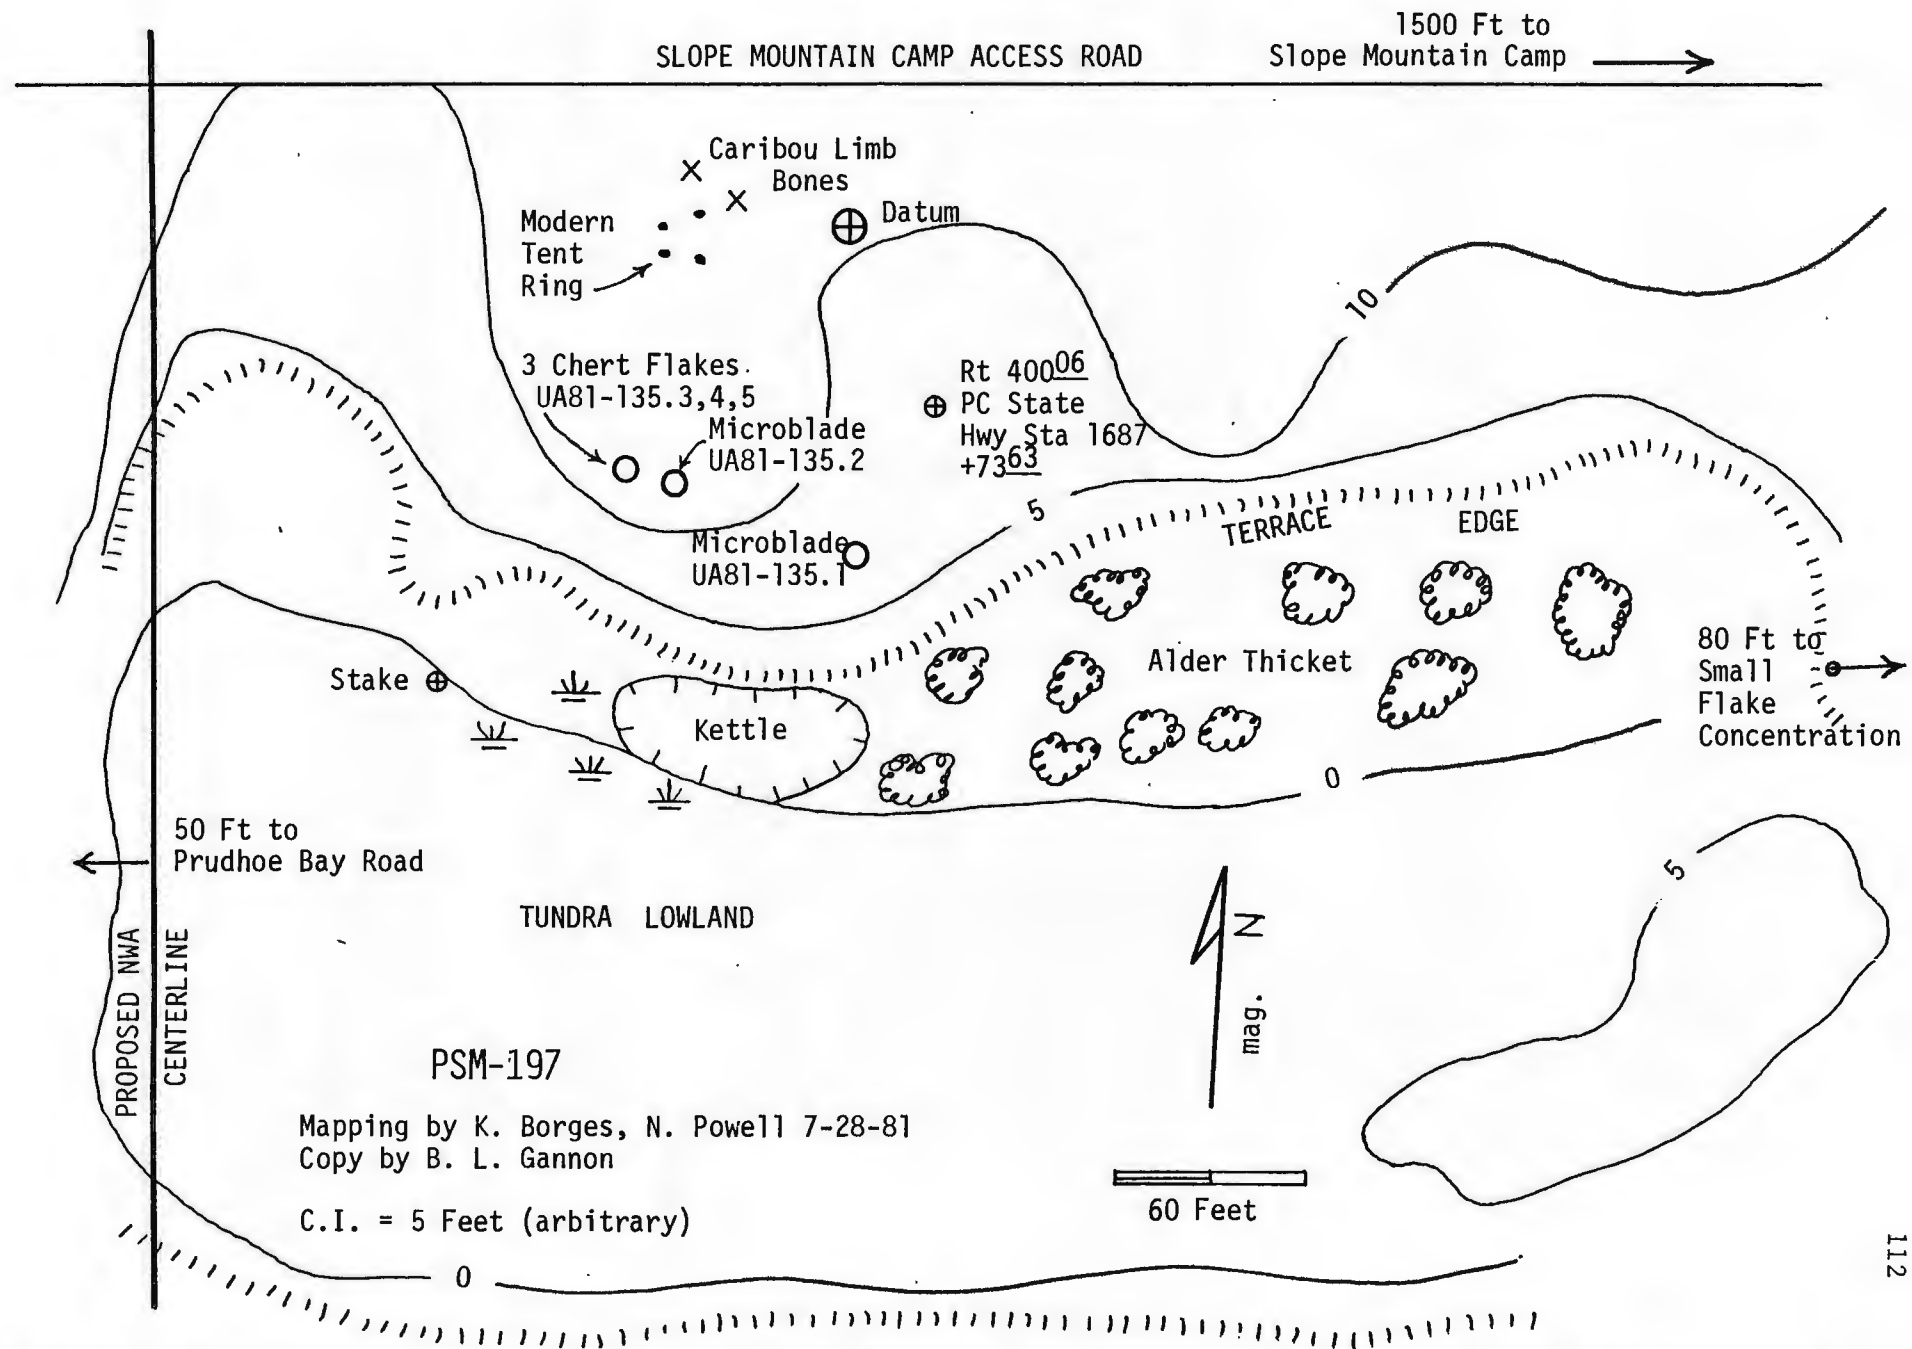 1500 Ft to
SLOPE MOUNTAIN CAMP ACCESS ROAD
Slope Mountain Camp
Caribou Limb
Bones
Datum
Modern
Tent
Ring
10
3 Chert Flakes
UA81-135.3,4,5
Microblade
UA81-135.2
Rt 40006
PC State
Hwy Sta 1687
+7363
5
TERRACE EDGE
Microblade
UA81-135.1
Alder Thicket
80 Ft to
Small
Flake
Concentration
Stake
Kettle
0
50 Ft to
Prudhoe Bay Road
5
TUNDRA LOWLAND
PROPOSED NWA
CENTERLINE
N
mag.
PSM-197
Mapping by K. Borges, N. Powell 7-28-81
Copy by B. L. Gannon
60 Feet
C.I. = 5 Feet (arbitrary)
0
112